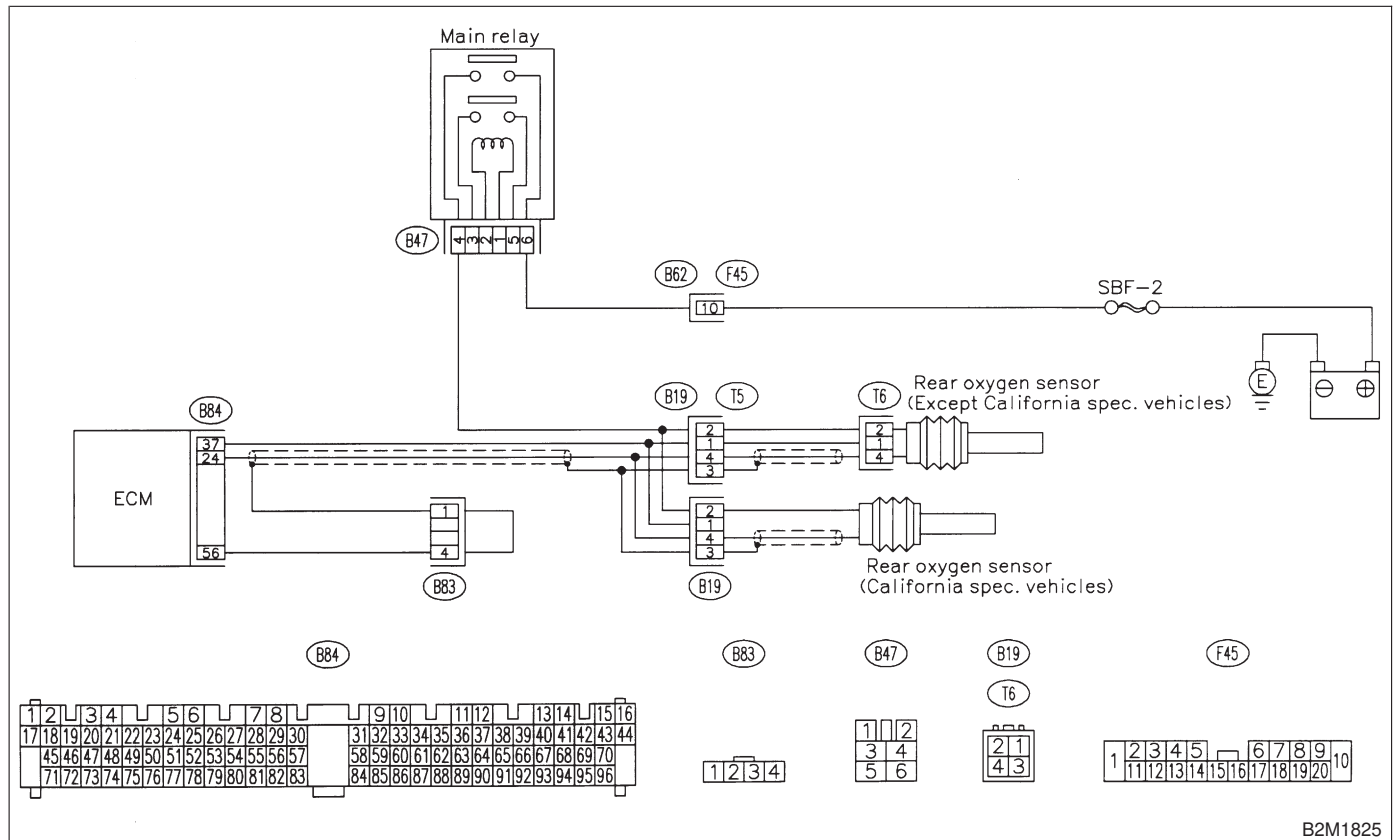 Main relay
B47
4 3 2 1 5 6
B62 F45
10
SBF-2
E
⊖ ⊕
B84
37
24
56
ECM
B19 T5 T6
2
1
4
3
2
1
4
Rear oxygen sensor
(Except California spec. vehicles)
1
4
B83
2
1
4
3
B19
Rear oxygen sensor
(California spec. vehicles)
B84
1 2 3 4 5 6 7 8 9 10 11 12 13 14 15 16
17 18 19 20 21 22 23 24 25 26 27 28 29 30 31 32 33 34 35 36 37 38 39 40 41 42 43 44
45 46 47 48 49 50 51 52 53 54 55 56 57 58 59 60 61 62 63 64 65 66 67 68 69 70
71 72 73 74 75 76 77 78 79 80 81 82 83 84 85 86 87 88 89 90 91 92 93 94 95 96
B83
1 2 3 4
B47
1 2
3 4
5 6
B19
T6
2 1
4 3
F45
1 2 3 4 5 6 7 8 9 10
11 12 13 14 15 16 17 18 19 20
B2M1825